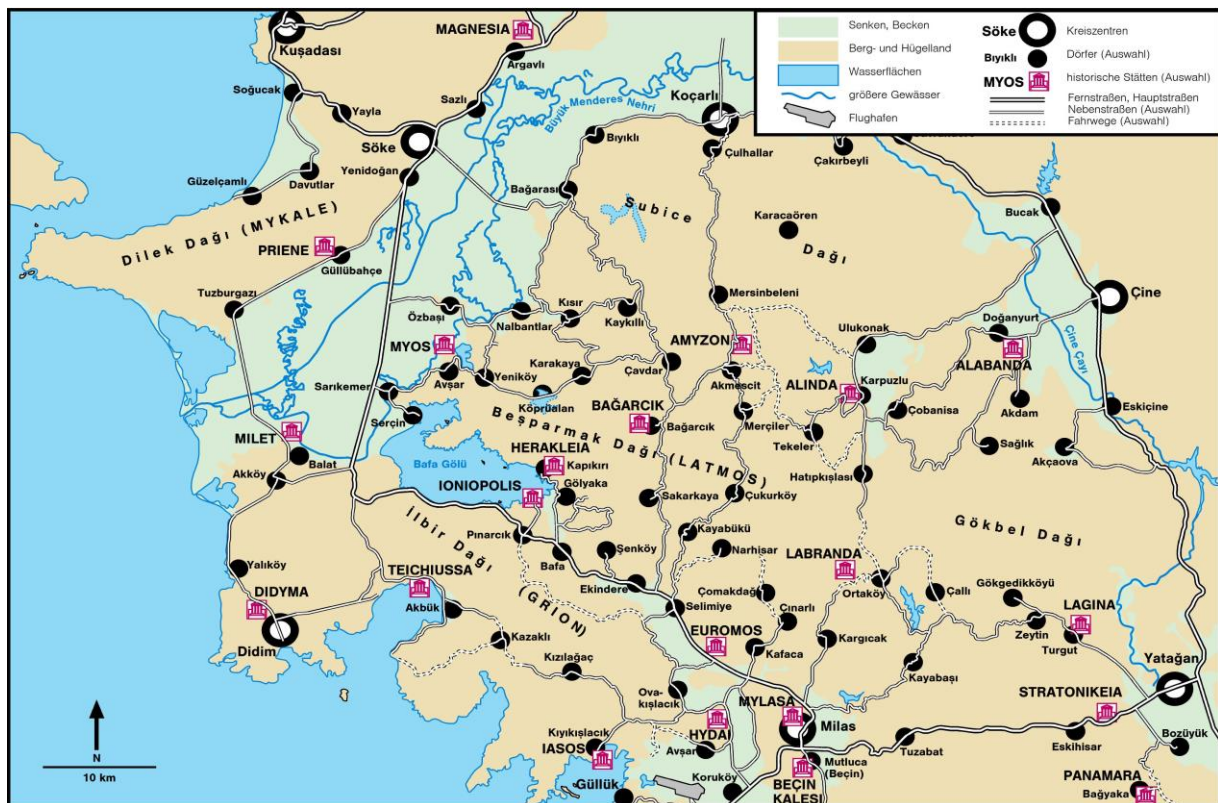 Senken, Becken
Berg- und Hügelland
Wasserflächen
größere Gewässer
Flughafen
Söke
Kreiszentren
Bıyıklı
Dörfer (Auswahl)
MYOS
historische Stätten (Auswahl)
Fernstraßen, Hauptstraßen
Nebenstraßen (Auswahl)
Fahrwege (Auswahl)
MAGNESIA
Kuşadası
Argavlı
Soğucak
Yayla
Sazlı
Büyük Menderes Nehri
Koçarlı
Söke
Bıyıklı
Çulhallar
Çakırbeyli
Yenidoğan
Güzelçamlı
Davutlar
Bağarası
Subice
Dağı
Karacaören
Bucak
Dilek Dağı (MYKALE)
PRIENE
Güllübahçe
Tuzburgazı
Mersinbeleni
Çine
Özbaşı
Nalbantlar
Kısır
Kaykıllı
Ulukonak
Doğanyurt
Çine Çayı
MYOS
AMYZON
ALABANDA
Karakaya
Çavdar
Akmescit
ALINDA
Karpuzlu
Sarıkemer
Avşar
Yeniköy
Köprüalan
Çobanisa
Akdam
Eskiçine
Serçin
BAĞARCIK
Bağarcık
Merçiler
Tekeler
MILET
Balat
Beşparmak Dağı (LATMOS)
Sağlık
Akçaova
HERAKLEIA
Bafa Gölü
Kapıkırı
Akköy
IONIOPOLIS
Gölyaka
Sakarkaya
Çukurköy
Hatıpkışlası
İlbir Dağı
(GRION)
Pınarcık
Kayabükü
Gökbel Dağı
Bafa
Şenköy
Narhisar
LABRANDA
Yalıköy
TEICHIUSSA
Ekindere
Çomakdağ
Ortaköy
Çallı
Gökgedikköyü
DIDYMA
Akbük
Selimiye
Çınarlı
LAGINA
Didim
Kazaklı
EUROMOS
Kafaca
Kargıcak
Zeytin
Turgut
Kızılağaç
Kayabaşı
Yatağan
Ova-
kışlacık
STRATONIKEIA
MYLASA
Milas
HYDAI
Kıyıkışlacık
IASOS
Avşar
Tuzabat
Eskihisar
Bozüyük
Mutluca
(Beçin)
N
10 km
Güllük
Koruköy
BEÇIN
KALESI
PANAMARA
Bağyaka